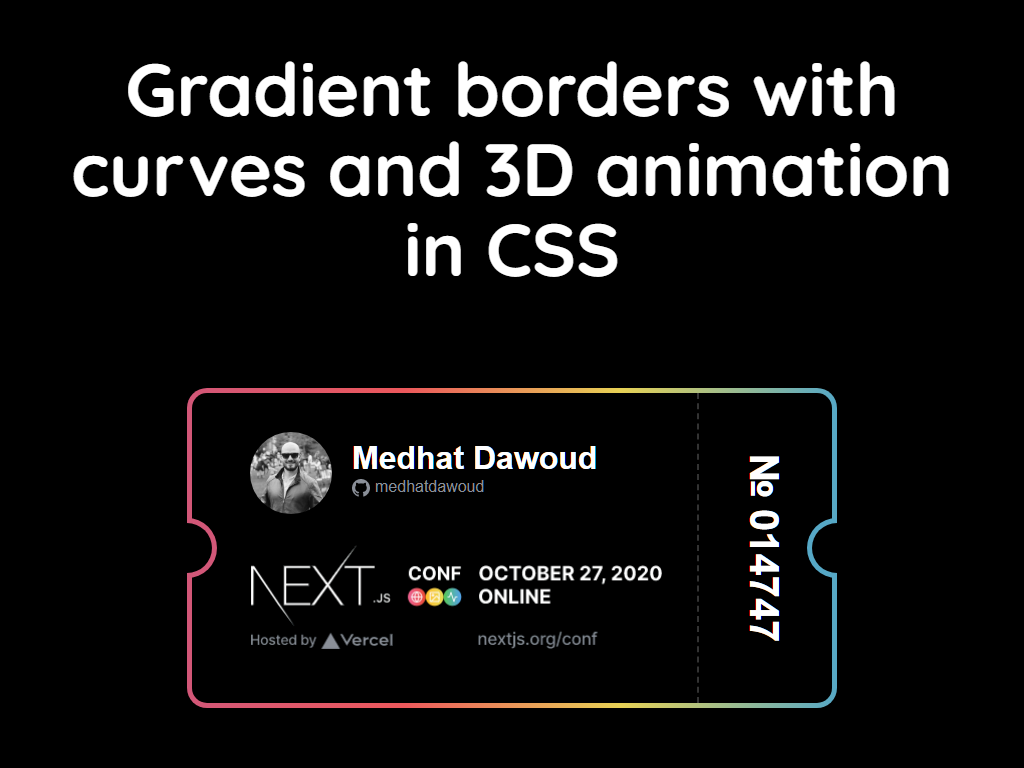 Gradient borders with
curves and 3D animation
in CSS
Medhat Dawoud
medhatdawoud
NEXT.JS
CONF
OCTOBER 27, 2020
ONLINE
Hosted by Vercel
nextjs.org/conf
№ 014747